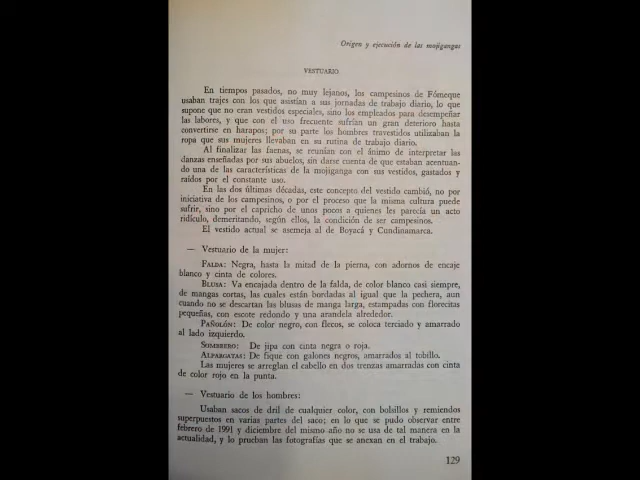 Origen y ejecución de las mojigangas
VESTUARIO
En tiempos pasados, no muy lejanos, los campesinos de Fómeque
usaban trajes con los que asistían a sus jornadas de trabajo diario, lo que
supone que no eran vestidos especiales, sino los empleados para desempeñar
las labores, y que con el uso frecuente sufrían un gran deterioro hasta
convertirse en harapos; por su parte los hombres travestidos utilizaban la
ropa que sus mujeres llevaban en su rutina de trabajo diario.
Al finalizar las faenas, se reunían con el ánimo de interpretar las
danzas enseñadas por sus abuelos, sin darse cuenta de que estaban acentuan-
do una de las características de la mojiganga con sus vestidos, gastados y
raídos por el constante uso.
En las dos últimas décadas, este concepto del vestido cambió, no por
iniciativa de los campesinos, o por el proceso que la misma cultura puede
sufrir, sino por el capricho de unos pocos a quienes les parecía un acto
ridículo, demeritando, según ellos, la condición de ser campesinos.
El vestido actual se asemeja al de Boyacá y Cundinamarca.
— Vestuario de la mujer:
FALDA: Negra, hasta la mitad de la pierna, con adornos de encaje
blanco y cinta de colores.
BLUSA: Va encajada dentro de la falda, de color blanco casi siempre,
de mangas cortas, las cuales están bordadas al igual que la pechera, aun
cuando no se descartan las blusas de manga larga, estampadas con florecitas
pequeñas, con escote redondo y una arandela alrededor.
PAÑOLÓN: De color negro, con flecos, se coloca terciado y amarrado
al lado izquierdo.
SOMBRERO: De jipa con cinta negra o roja.
ALPARGATAS: De fique con galones negros, amarrados al tobillo.
Las mujeres se arreglan el cabello en dos trenzas amarradas con cinta
de color rojo en la punta.
— Vestuario de los hombres:
Usaban sacos de dril de cualquier color, con bolsillos y remiendos
superpuestos en varias partes del saco; en lo que se pudo observar entre
febrero de 1991 y diciembre del mismo año no se usa de tal manera en la
actualidad, y lo prueban las fotografías que se anexan en el trabajo.
129